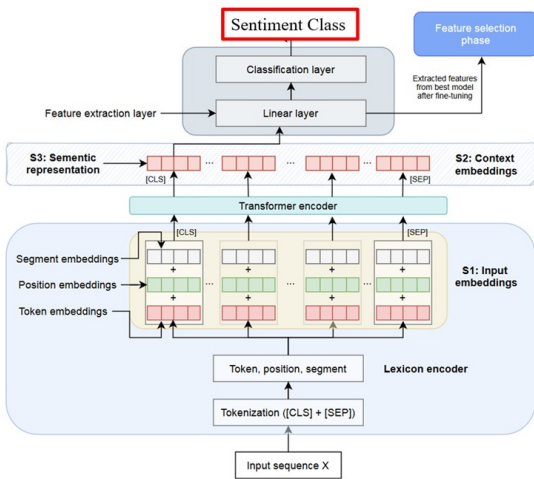 Sentiment Class
Feature selection
phase
Classification layer
Extracted features
from best model
after fine-tuning
Feature extraction layer
Linear layer
S3: Sementic
representation
...
...
...
S2: Context
embeddings
[CLS]
[SEP]
Transformer encoder
[CLS]
[SEP]
Segment embeddings
+
+
+
+
S1: Input
embeddings
Position embeddings
...
...
...
+
+
+
+
Token embeddings
Token, position, segment
Lexicon encoder
Tokenization ([CLS] + [SEP])
Input sequence X